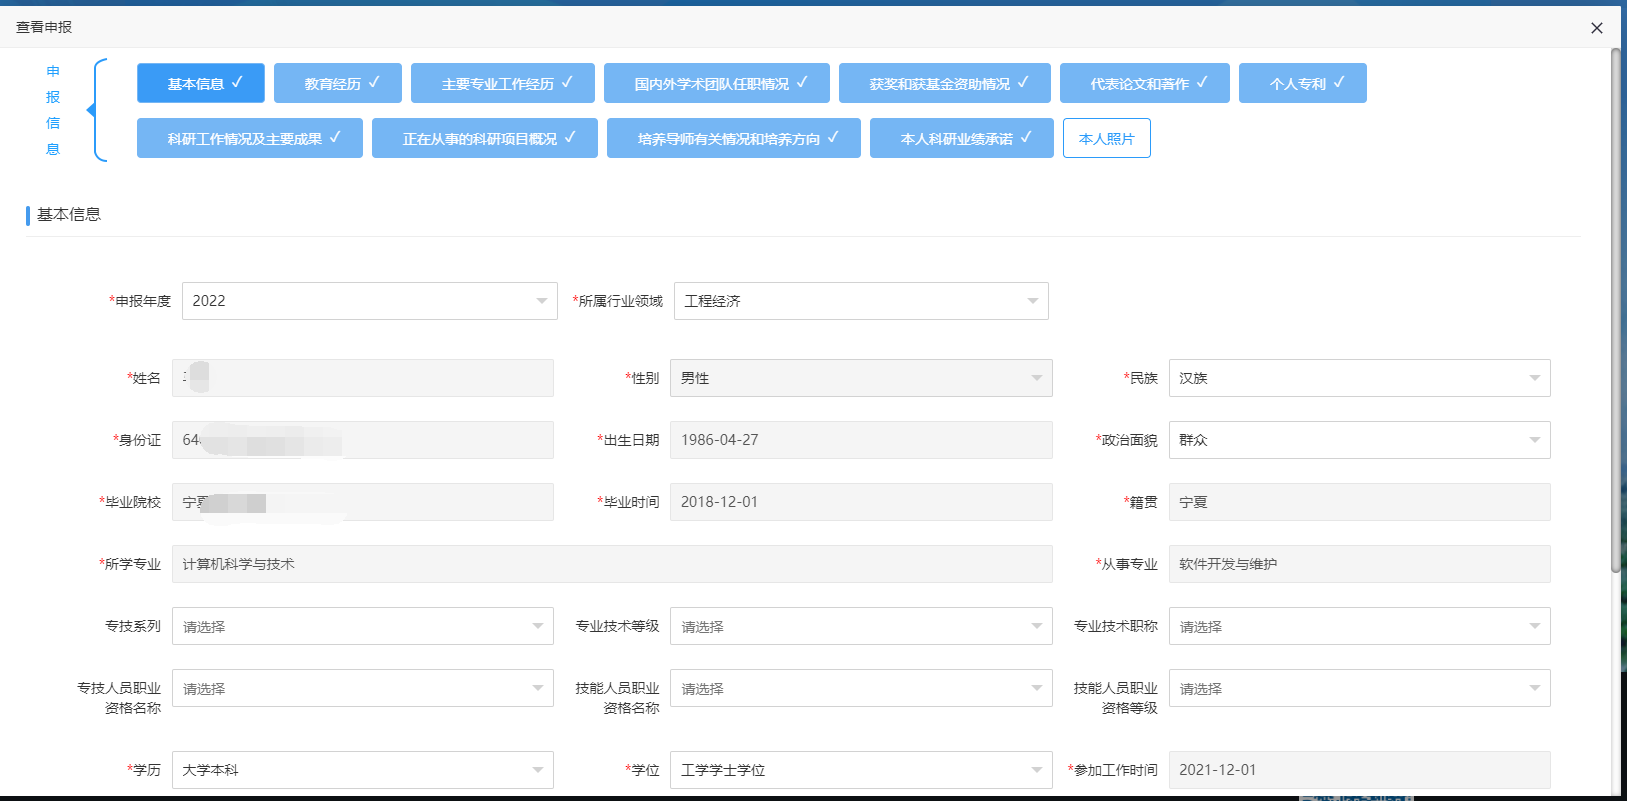 查看申报
申报信息
基本信息 ✓ 教育经历 ✓ 主要专业工作经历 ✓ 国内外学术团队任职情况 ✓ 获奖和获基金资助情况 ✓ 代表论文和著作 ✓ 个人专利 ✓
科研工作情况及主要成果 ✓ 正在从事的科研项目概况 ✓ 培养导师有关情况和培养方向 ✓ 本人科研业绩承诺 ✓ 本人照片
基本信息
*申报年度 2022 *所属行业领域 工程经济
*姓名 *性别 男性 *民族 汉族
*身份证 64 *出生日期 1986-04-27 *政治面貌 群众
*毕业院校 宁夏 *毕业时间 2018-12-01 *籍贯 宁夏
*所学专业 计算机科学与技术 *从事专业 软件开发与维护
专技系列 请选择 专业技术等级 请选择 专业技术职称 请选择
专技人员职业资格名称 请选择 技能人员职业资格名称 请选择 技能人员职业资格等级 请选择
*学历 大学本科 *学位 工学学士学位 *参加工作时间 2021-12-01